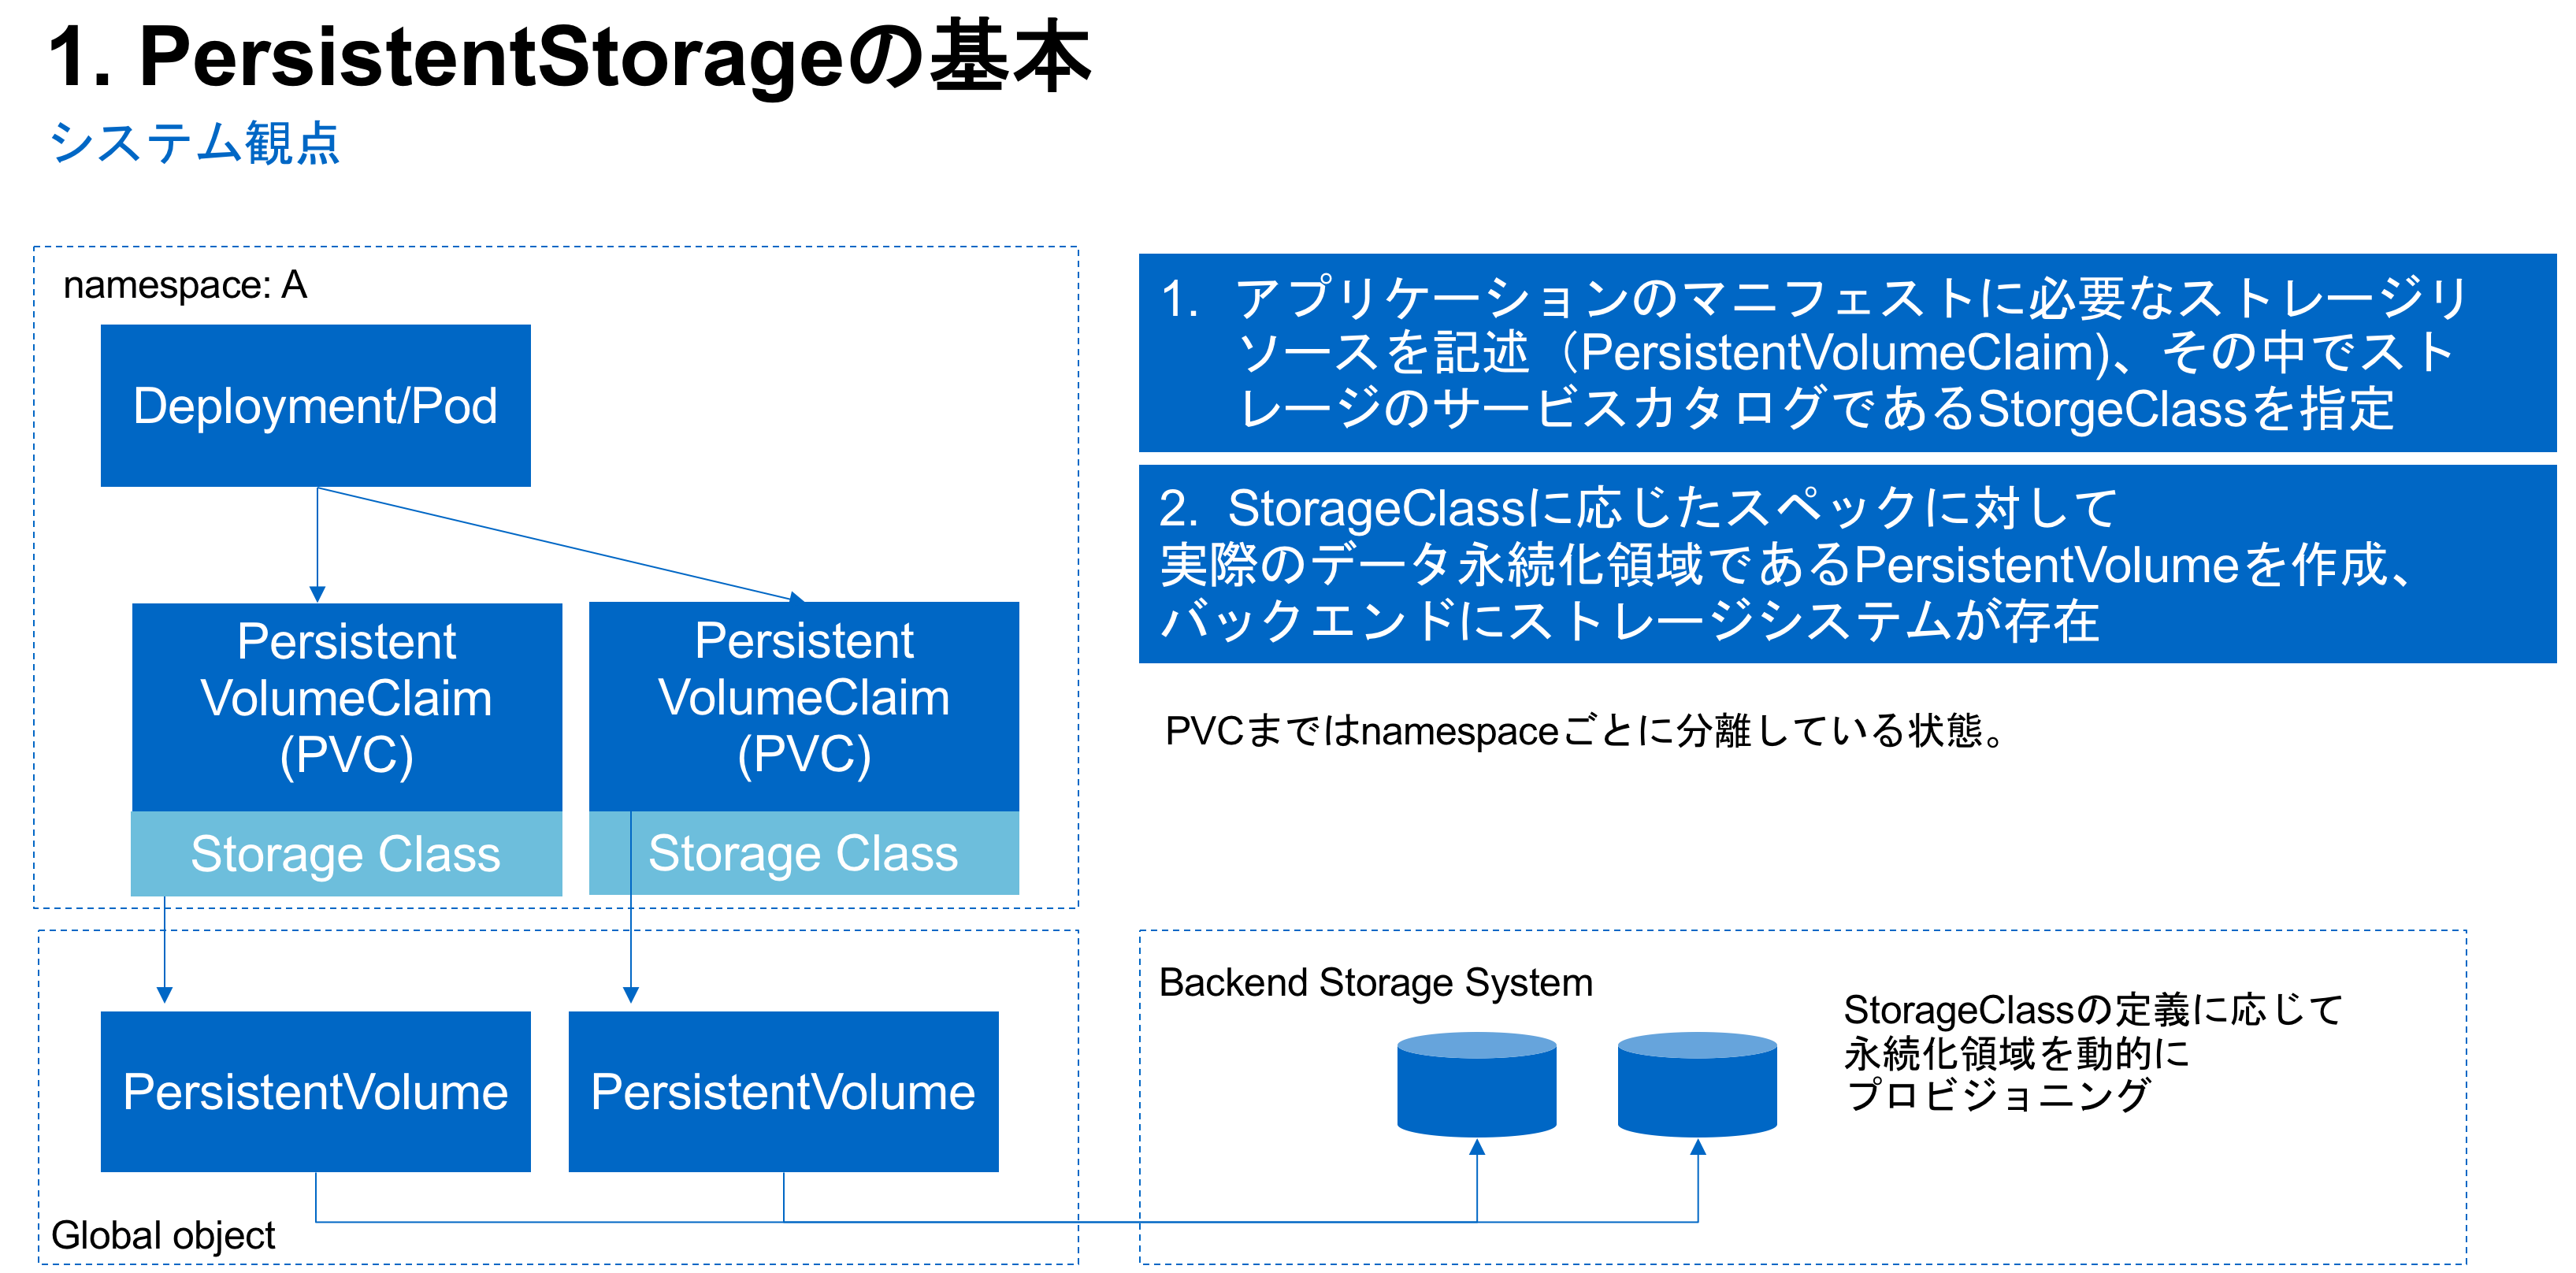 1. PersistentStorageの基本
システム観点
namespace: A
Deployment/Pod
Persistent
VolumeClaim
(PVC)
Storage Class
Persistent
VolumeClaim
(PVC)
Storage Class
PersistentVolume
PersistentVolume
Global object
1. アプリケーションのマニフェストに必要なストレージリ
ソースを記述（PersistentVolumeClaim)、その中でスト
レージのサービスカタログであるStorgeClassを指定
2. StorageClassに応じたスペックに対して
実際のデータ永続化領域であるPersistentVolumeを作成、
バックエンドにストレージシステムが存在
PVCまではnamespaceごとに分離している状態。
Backend Storage System
StorageClassの定義に応じて
永続化領域を動的に
プロビジョニング